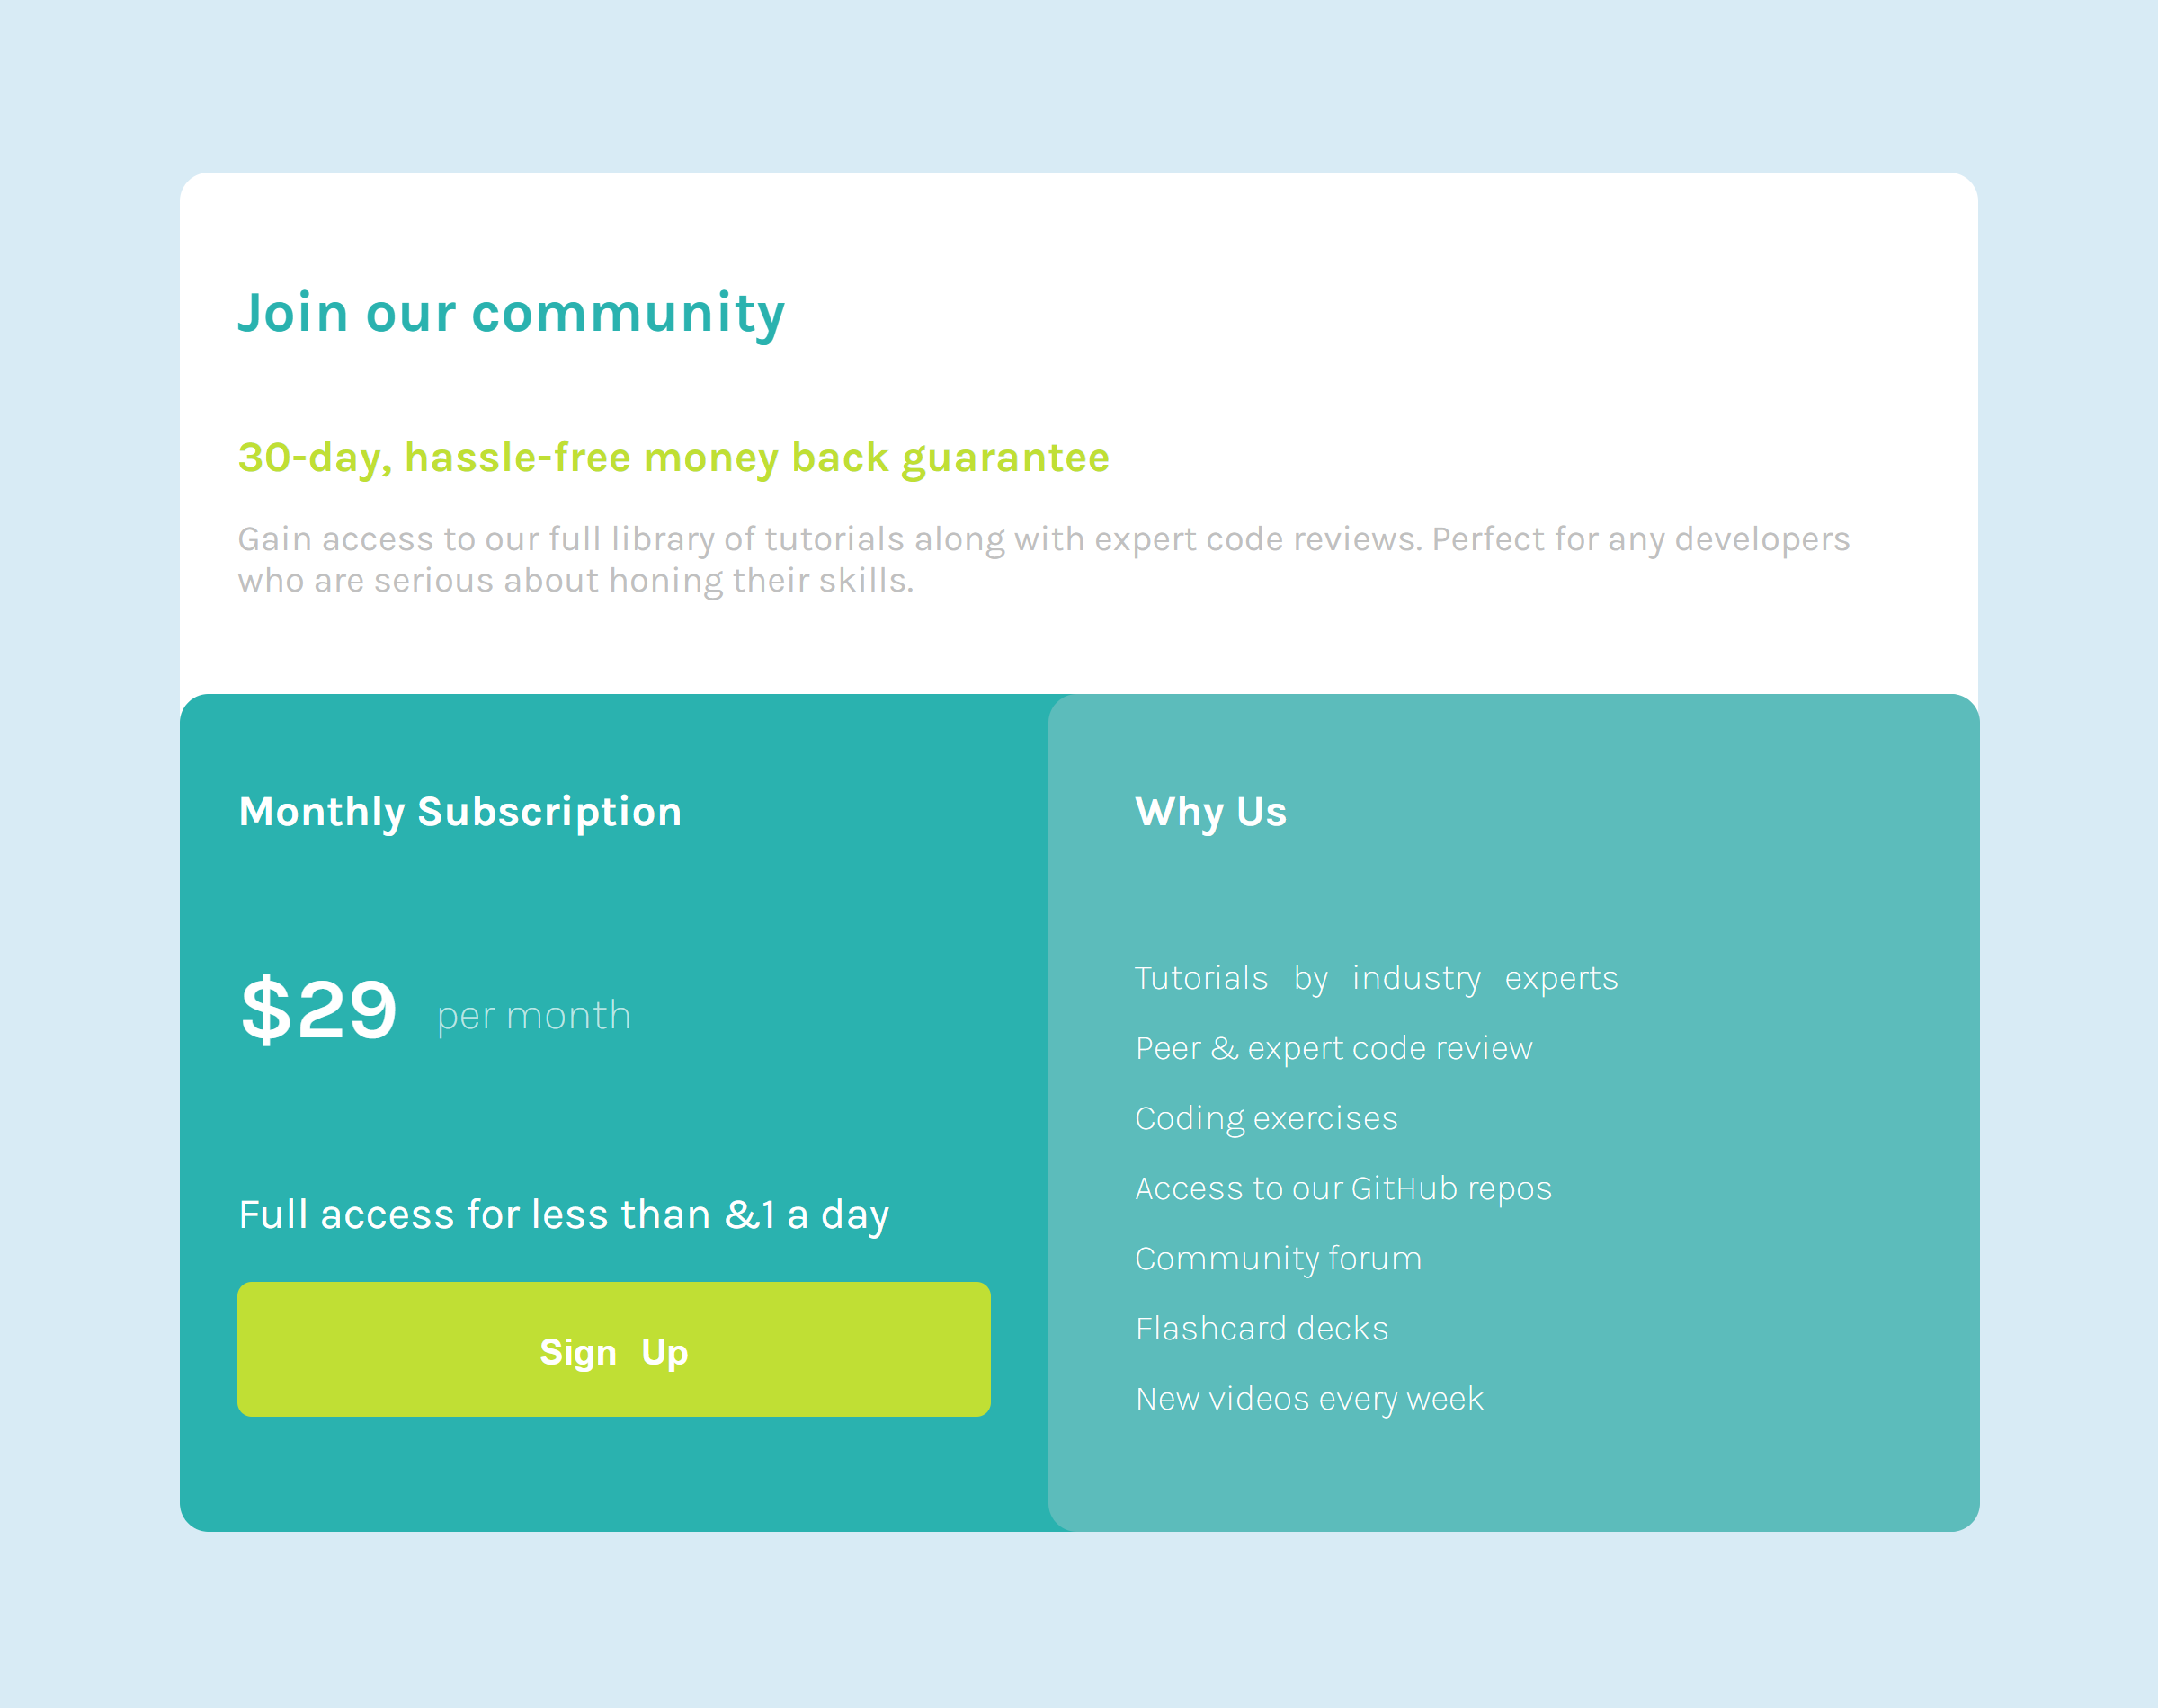 Join our community
30-day, hassle-free money back guarantee
Gain access to our full library of tutorials along with expert code reviews. Perfect for any developers
who are serious about honing their skills.
Monthly Subscription
$29 per month
Full access for less than &1 a day
Sign Up
Why Us
Tutorials by industry experts
Peer & expert code review
Coding exercises
Access to our GitHub repos
Community forum
Flashcard decks
New videos every week